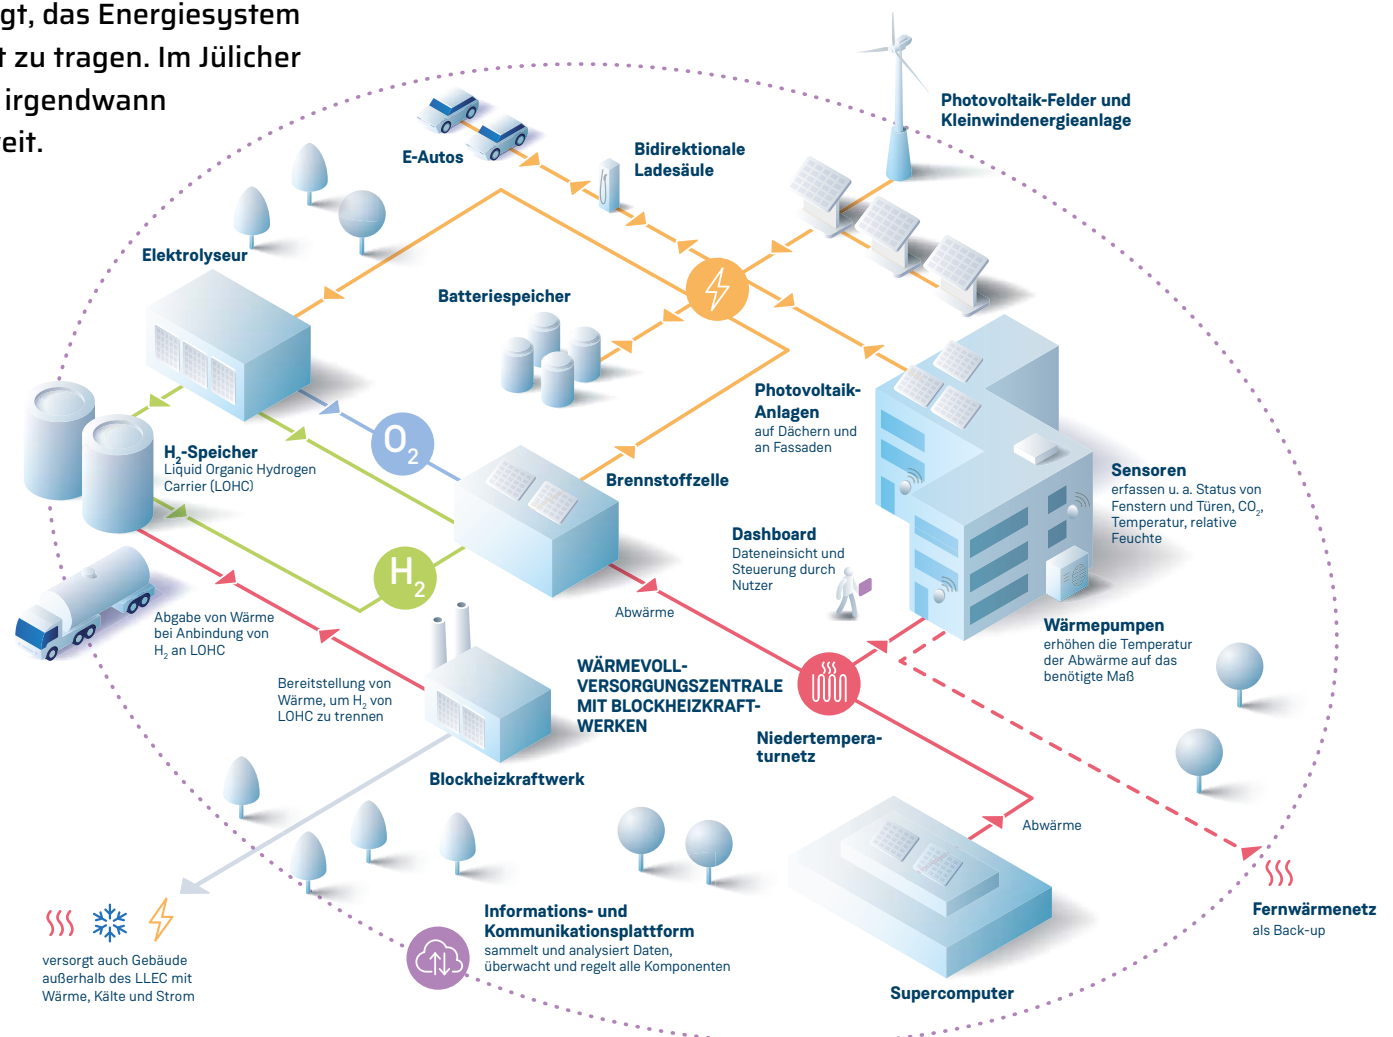 gt, das Energiesystem
t zu tragen. Im Jülicher
irgendwann
eit.
Photovoltaik-Felder und
Kleinwindenergieanlage
E-Autos
Bidirektionale
Ladesäule
Elektrolyseur
Batteriespeicher
Photovoltaik-
Anlagen
auf Dächern und
an Fassaden
O₂
H₂-Speicher
Liquid Organic Hydrogen
Carrier (LOHC)
Brennstoffzelle
Sensoren
erfassen u. a. Status von
Fenstern und Türen, CO₂,
Temperatur, relative
Feuchte
Dashboard
Dateneinsicht und
Steuerung durch
Nutzer
H₂
Abwärme
Abgabe von Wärme
bei Anbindung von
H₂ an LOHC
Wärmepumpen
erhöhen die Temperatur
der Abwärme auf das
benötigte Maß
WÄRMEVOLL-
VERSORGUNGSZENTRALE
MIT BLOCKHEIZKRAFT-
WERKEN
Bereitstellung von
Wärme, um H₂ von
LOHC zu trennen
Niedertempera-
turnetz
Blockheizkraftwerk
Abwärme
Fernwärmenetz
als Back-up
Informations- und
Kommunikationsplattform
sammelt und analysiert Daten,
überwacht und regelt alle Komponenten
versorgt auch Gebäude
außerhalb des LLEC mit
Wärme, Kälte und Strom
Supercomputer